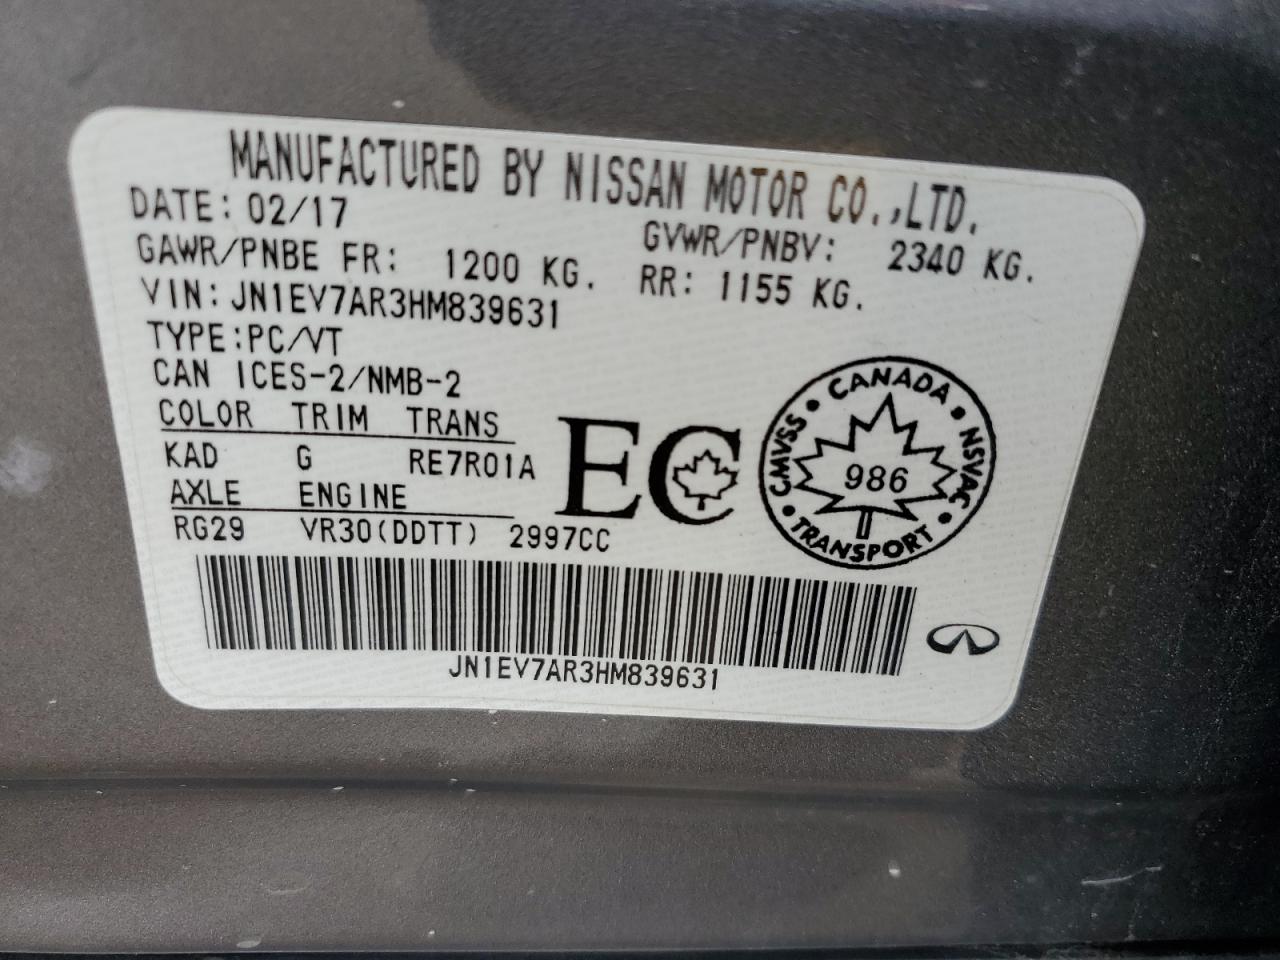 MANUFACTURED BY NISSAN MOTOR CO.,LTD.
DATE: 02/17 GVWR/PNBV: 2340 KG.
GAWR/PNBE FR: 1200 KG. RR: 1155 KG.
VIN: JN1EV7AR3HM839631
TYPE:PC/VT
CAN ICES-2/NMB-2
COLOR TRIM TRANS
KAD G RE7R01A
AXLE ENGINE
RG29 VR30(DDTT) 2997CC
EC
CANADA • NSVAC • TRANSPORT • CMVSS •
986
JN1EV7AR3HM839631